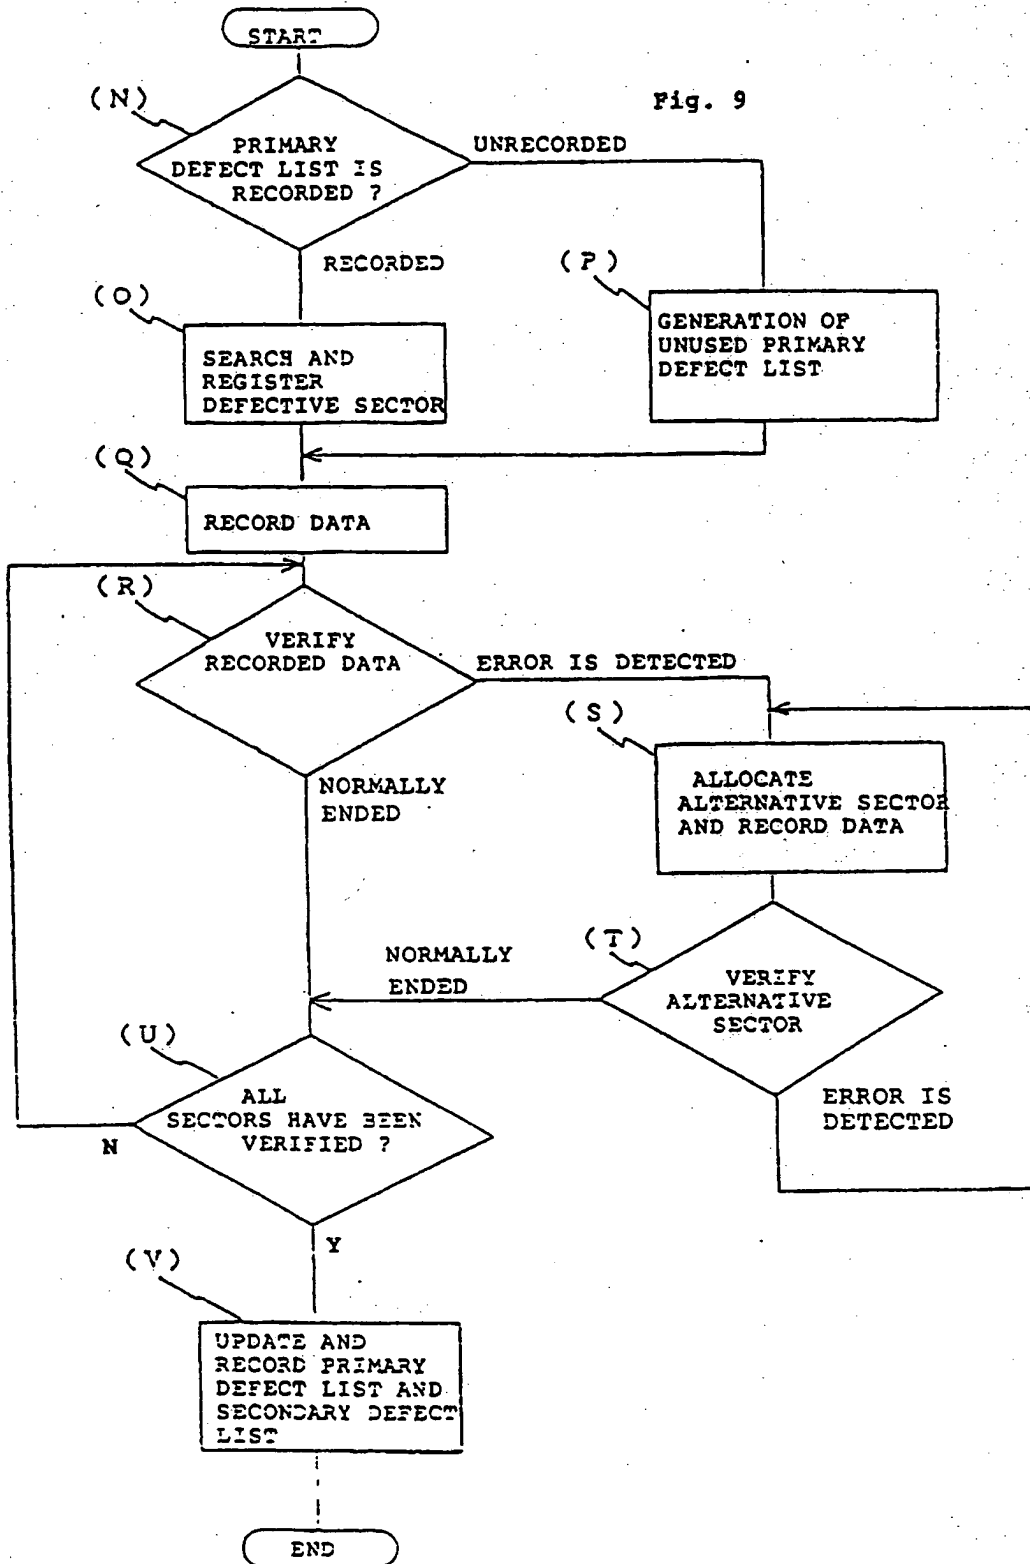 START
Fig. 9
(N)
PRIMARY
DEFECT LIST IS
RECORDED ?
UNRECORDED
RECORDED
(P)
(O)
GENERATION OF
UNUSED PRIMARY
DEFECT LIST
SEARCH AND
REGISTER
DEFECTIVE SECTOR
(Q)
RECORD DATA
(R)
VERIFY
RECORDED DATA
ERROR IS DETECTED
(S)
NORMALLY
ENDED
ALLOCATE
ALTERNATIVE SECTOR
AND RECORD DATA
(T)
NORMALLY
ENDED
VERIFY
ALTERNATIVE
SECTOR
(U)
ALL
SECTORS HAVE BEEN
VERIFIED ?
N
ERROR IS
DETECTED
Y
(V)
UPDATE AND
RECORD PRIMARY
DEFECT LIST AND
SECONDARY DEFECT
LIST
END